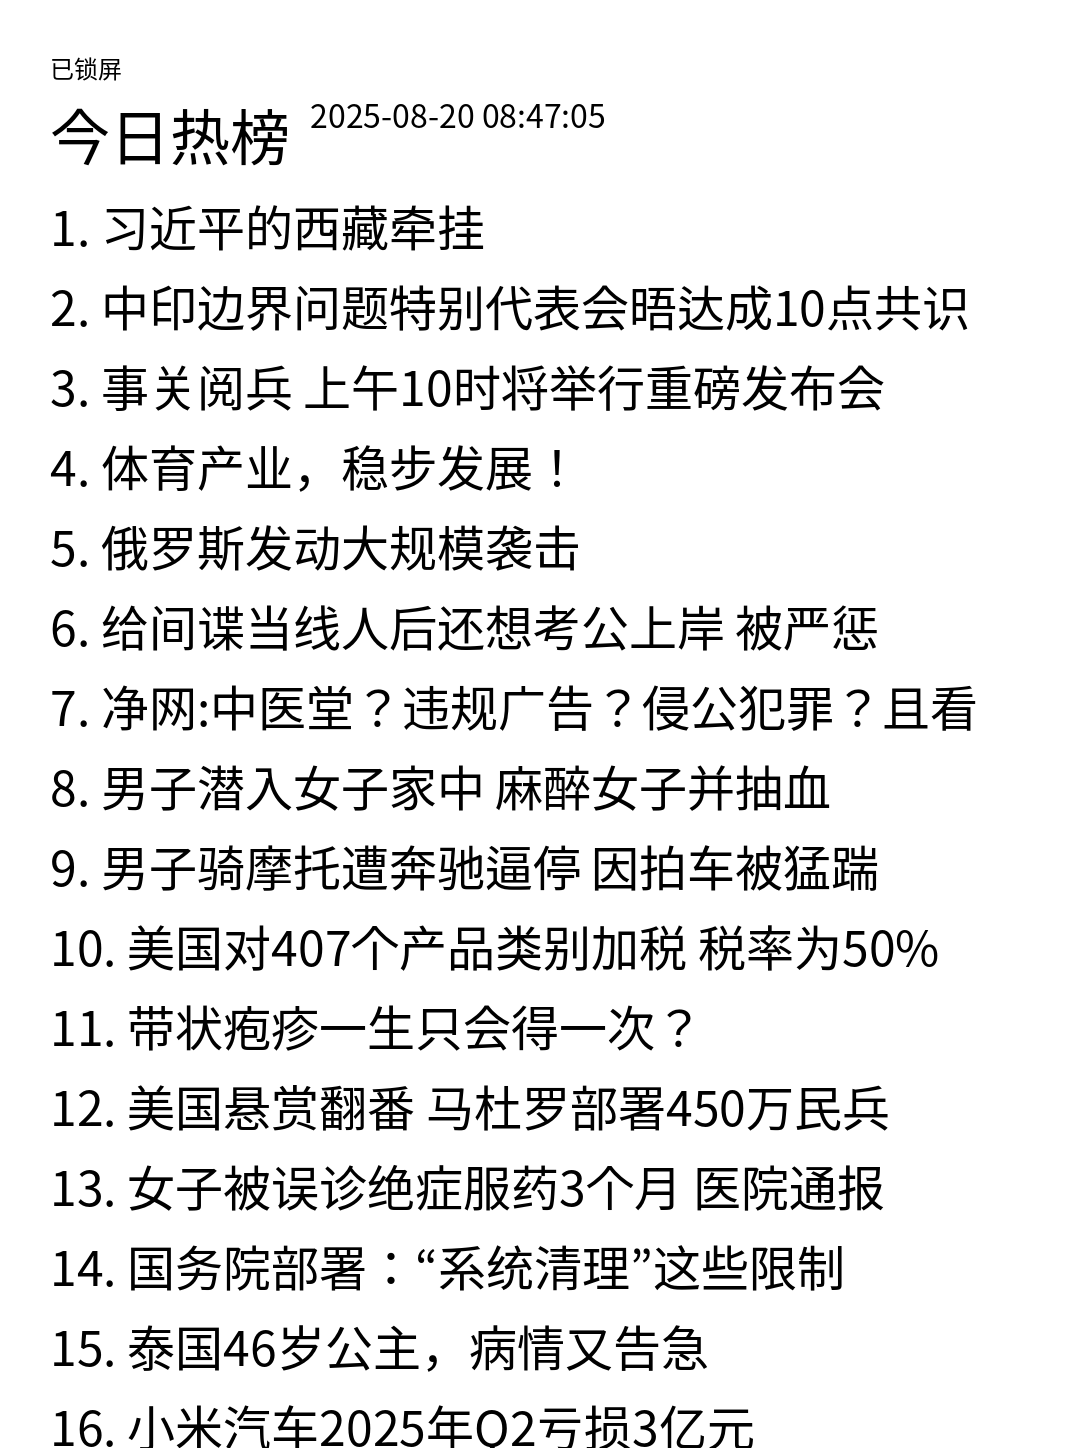 已锁屏
今日热榜 2025-08-20 08:47:05
1. 习近平的西藏牵挂
2. 中印边界问题特别代表会晤达成10点共识
3. 事关阅兵 上午10时将举行重磅发布会
4. 体育产业，稳步发展！
5. 俄罗斯发动大规模袭击
6. 给间谍当线人后还想考公上岸 被严惩
7. 净网:中医堂？违规广告？侵公犯罪？且看
8. 男子潜入女子家中 麻醉女子并抽血
9. 男子骑摩托遭奔驰逼停 因拍车被猛踹
10. 美国对407个产品类别加税 税率为50%
11. 带状疱疹一生只会得一次？
12. 美国悬赏翻番 马杜罗部署450万民兵
13. 女子被误诊绝症服药3个月 医院通报
14. 国务院部署：“系统清理”这些限制
15. 泰国46岁公主，病情又告急
16. 小米汽车2025年Q2亏损3亿元